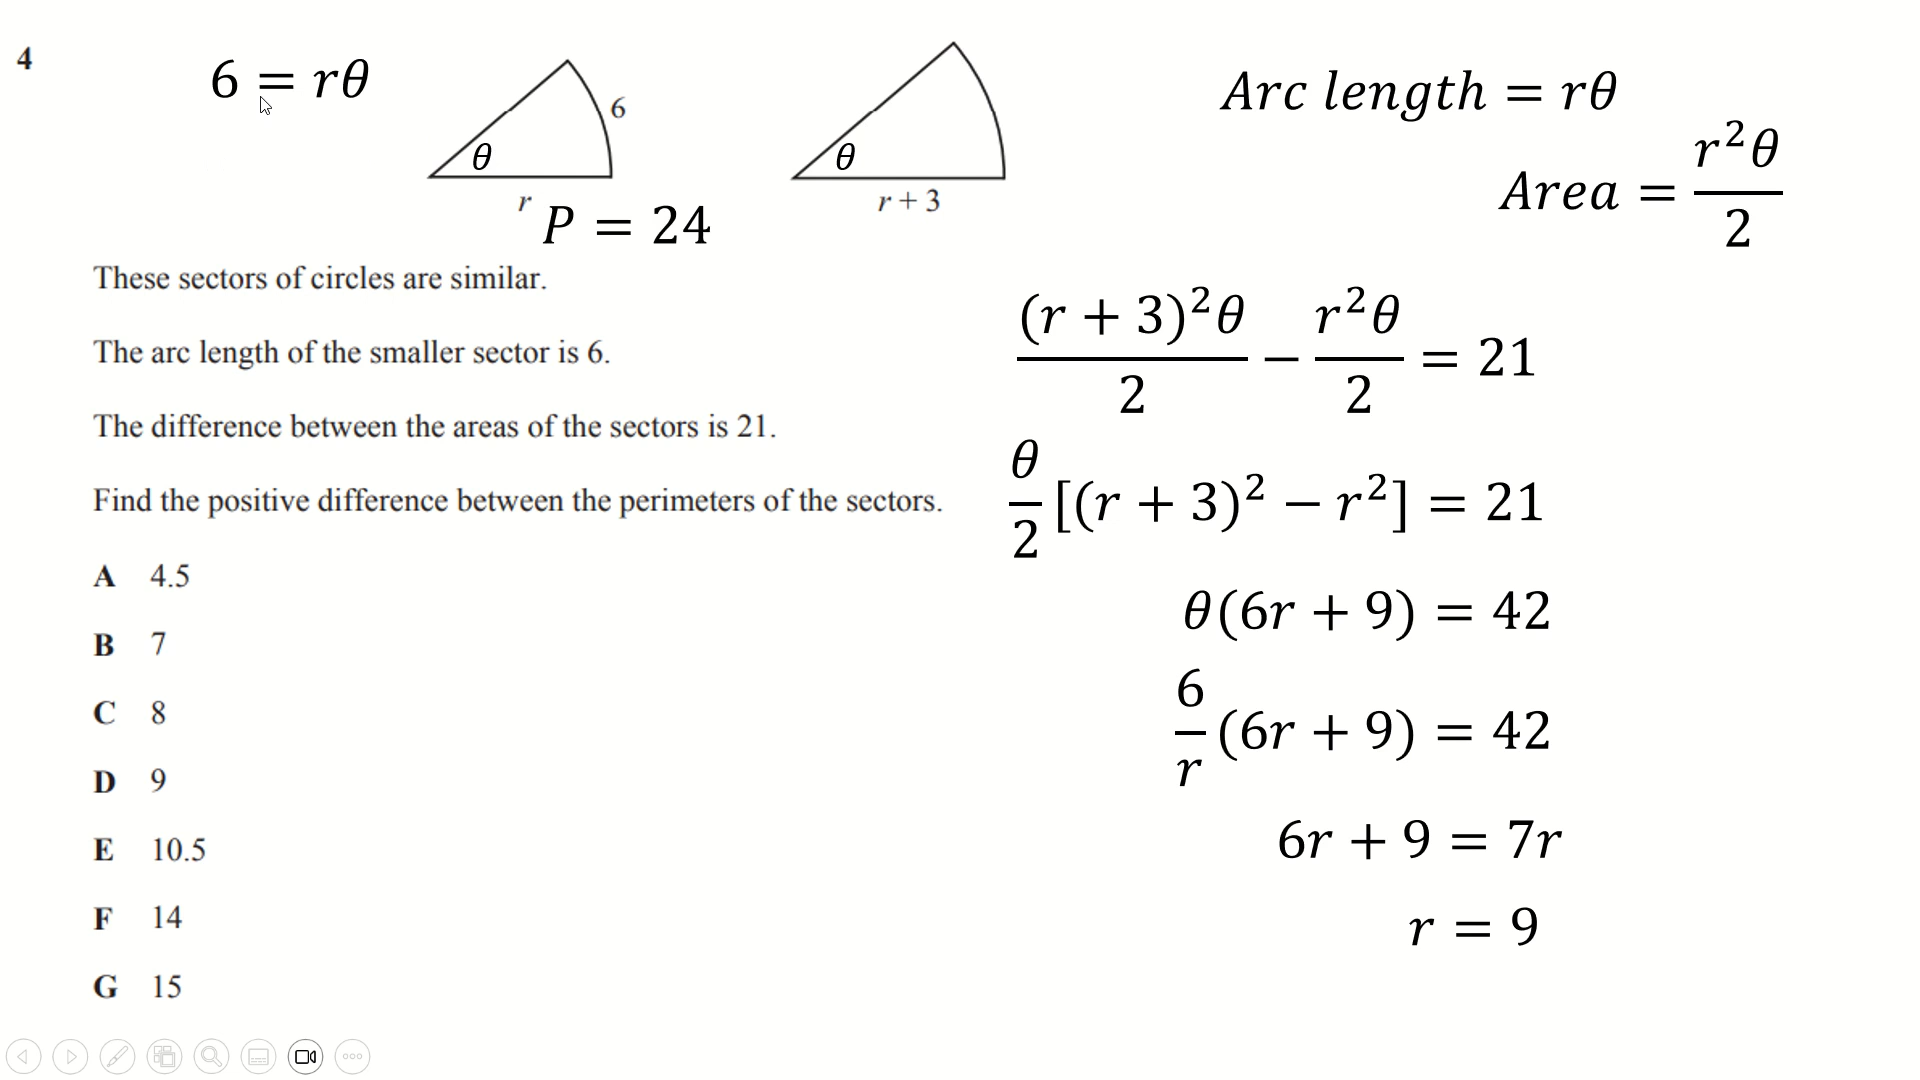 4
6 = rθ
θ
6
r
P = 24
θ
r + 3
Arc length = rθ
Area = r²θ/2
These sectors of circles are similar.
The arc length of the smaller sector is 6.
The difference between the areas of the sectors is 21.
Find the positive difference between the perimeters of the sectors.
A 4.5
B 7
C 8
D 9
E 10.5
F 14
G 15
(r + 3)²θ/2 − r²θ/2 = 21
θ/2 [(r + 3)² − r²] = 21
θ(6r + 9) = 42
6/r (6r + 9) = 42
6r + 9 = 7r
r = 9